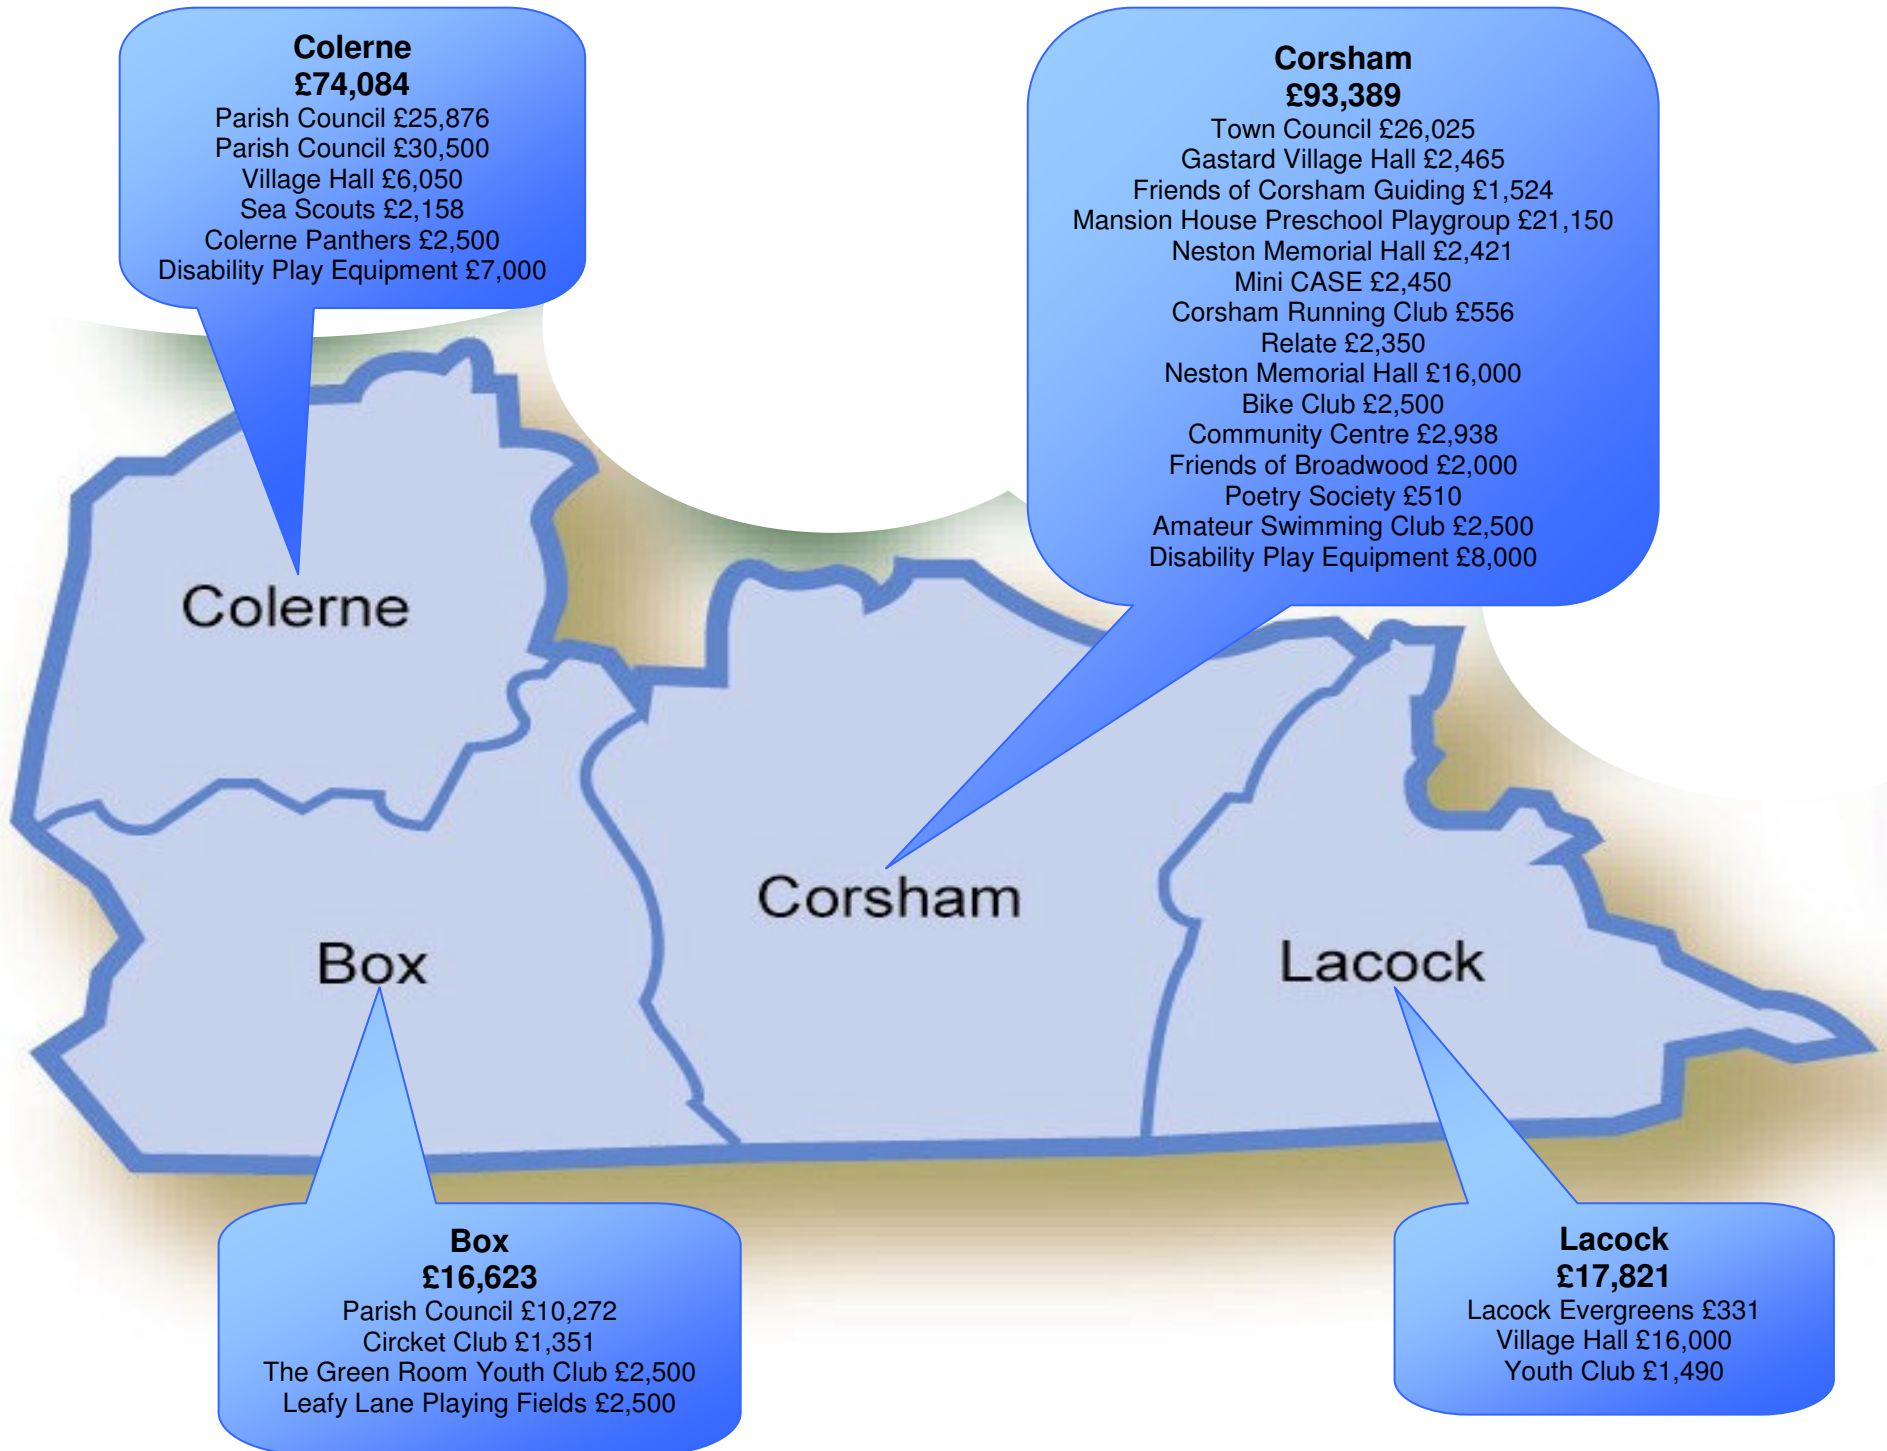 Colerne
£74,084
Parish Council £25,876
Parish Council £30,500
Village Hall £6,050
Sea Scouts £2,158
Colerne Panthers £2,500
Disability Play Equipment £7,000
Corsham
£93,389
Town Council £26,025
Gastard Village Hall £2,465
Friends of Corsham Guiding £1,524
Mansion House Preschool Playgroup £21,150
Neston Memorial Hall £2,421
Mini CASE £2,450
Corsham Running Club £556
Relate £2,350
Neston Memorial Hall £16,000
Bike Club £2,500
Community Centre £2,938
Friends of Broadwood £2,000
Poetry Society £510
Amateur Swimming Club £2,500
Disability Play Equipment £8,000
Colerne
Corsham
Box
Lacock
Box
£16,623
Parish Council £10,272
Circket Club £1,351
The Green Room Youth Club £2,500
Leafy Lane Playing Fields £2,500
Lacock
£17,821
Lacock Evergreens £331
Village Hall £16,000
Youth Club £1,490